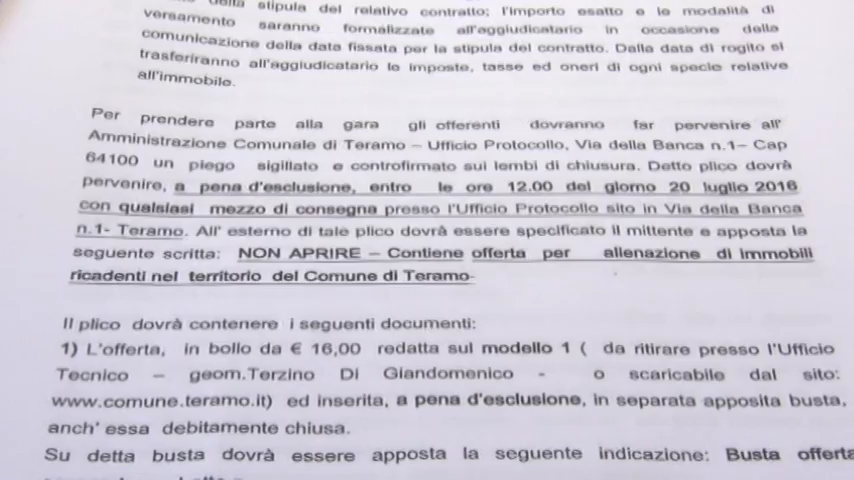 della stipula del relativo contratto; l'importo esatto e le modalità di
versamento saranno formalizzate all'aggiudicatario in occasione della
comunicazione della data fissata per la stipula del contratto. Dalla data di rogito si
trasferiranno all'aggiudicatario le imposte, tasse ed oneri di ogni specie relative
all'immobile.
Per prendere parte alla gara gli offerenti dovranno far pervenire all'
Amministrazione Comunale di Teramo – Ufficio Protocollo, Via della Banca n.1– Cap
64100 un piego sigillato e controfirmato sui lembi di chiusura. Detto plico dovrà
pervenire, a pena d'esclusione, entro le ore 12.00 del giorno 20 luglio 2016
con qualsiasi mezzo di consegna presso l'Ufficio Protocollo sito in Via della Banca
n.1- Teramo. All' esterno di tale plico dovrà essere specificato il mittente e apposta la
seguente scritta: NON APRIRE – Contiene offerta per alienazione di immobili
ricadenti nel territorio del Comune di Teramo-
Il plico dovrà contenere i seguenti documenti:
1) L'offerta, in bollo da € 16,00 redatta sul modello 1 ( da ritirare presso l'Ufficio
Tecnico – geom.Terzino Di Giandomenico - o scaricabile dal sito:
www.comune.teramo.it) ed inserita, a pena d'esclusione, in separata apposita busta,
anch' essa debitamente chiusa.
Su detta busta dovrà essere apposta la seguente indicazione: Busta offerta